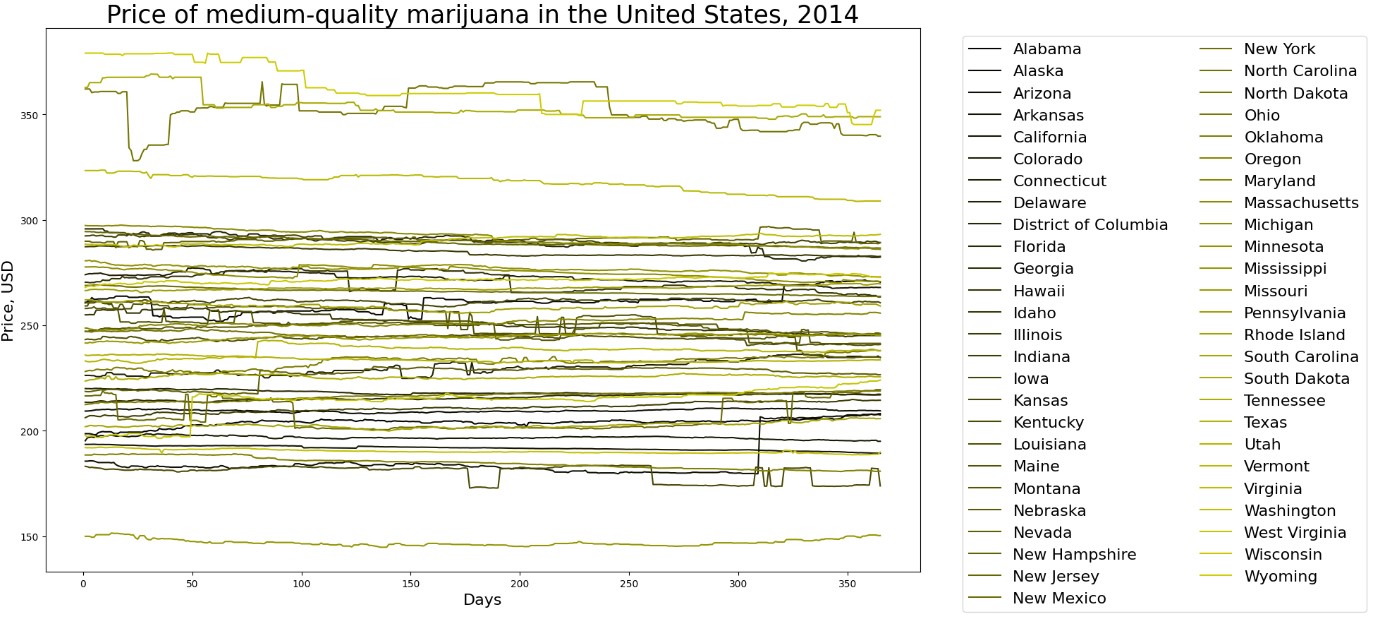 Price of medium-quality marijuana in the United States, 2014
Price, USD
350
300
250
200
150
0 50 100 150 200 250 300 350
Days
Alabama
Alaska
Arizona
Arkansas
California
Colorado
Connecticut
Delaware
District of Columbia
Florida
Georgia
Hawaii
Idaho
Illinois
Indiana
Iowa
Kansas
Kentucky
Louisiana
Maine
Montana
Nebraska
Nevada
New Hampshire
New Jersey
New Mexico
New York
North Carolina
North Dakota
Ohio
Oklahoma
Oregon
Maryland
Massachusetts
Michigan
Minnesota
Mississippi
Missouri
Pennsylvania
Rhode Island
South Carolina
South Dakota
Tennessee
Texas
Utah
Vermont
Virginia
Washington
West Virginia
Wisconsin
Wyoming